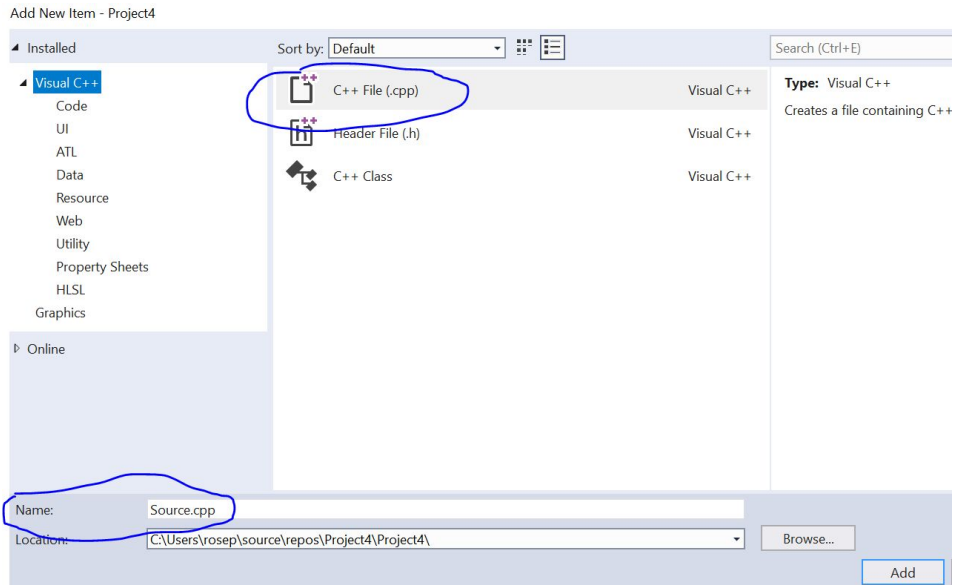 Add New Item - Project4
Installed
Sort by: Default
Search (Ctrl+E)
Visual C++
Code
UI
ATL
Data
Resource
Web
Utility
Property Sheets
HLSL
Graphics
Online
C++ File (.cpp) Visual C++
Header File (.h) Visual C++
C++ Class Visual C++
Type: Visual C++
Creates a file containing C++
Name: Source.cpp
Location: C:\Users\rosep\source\repos\Project4\Project4\
Browse...
Add